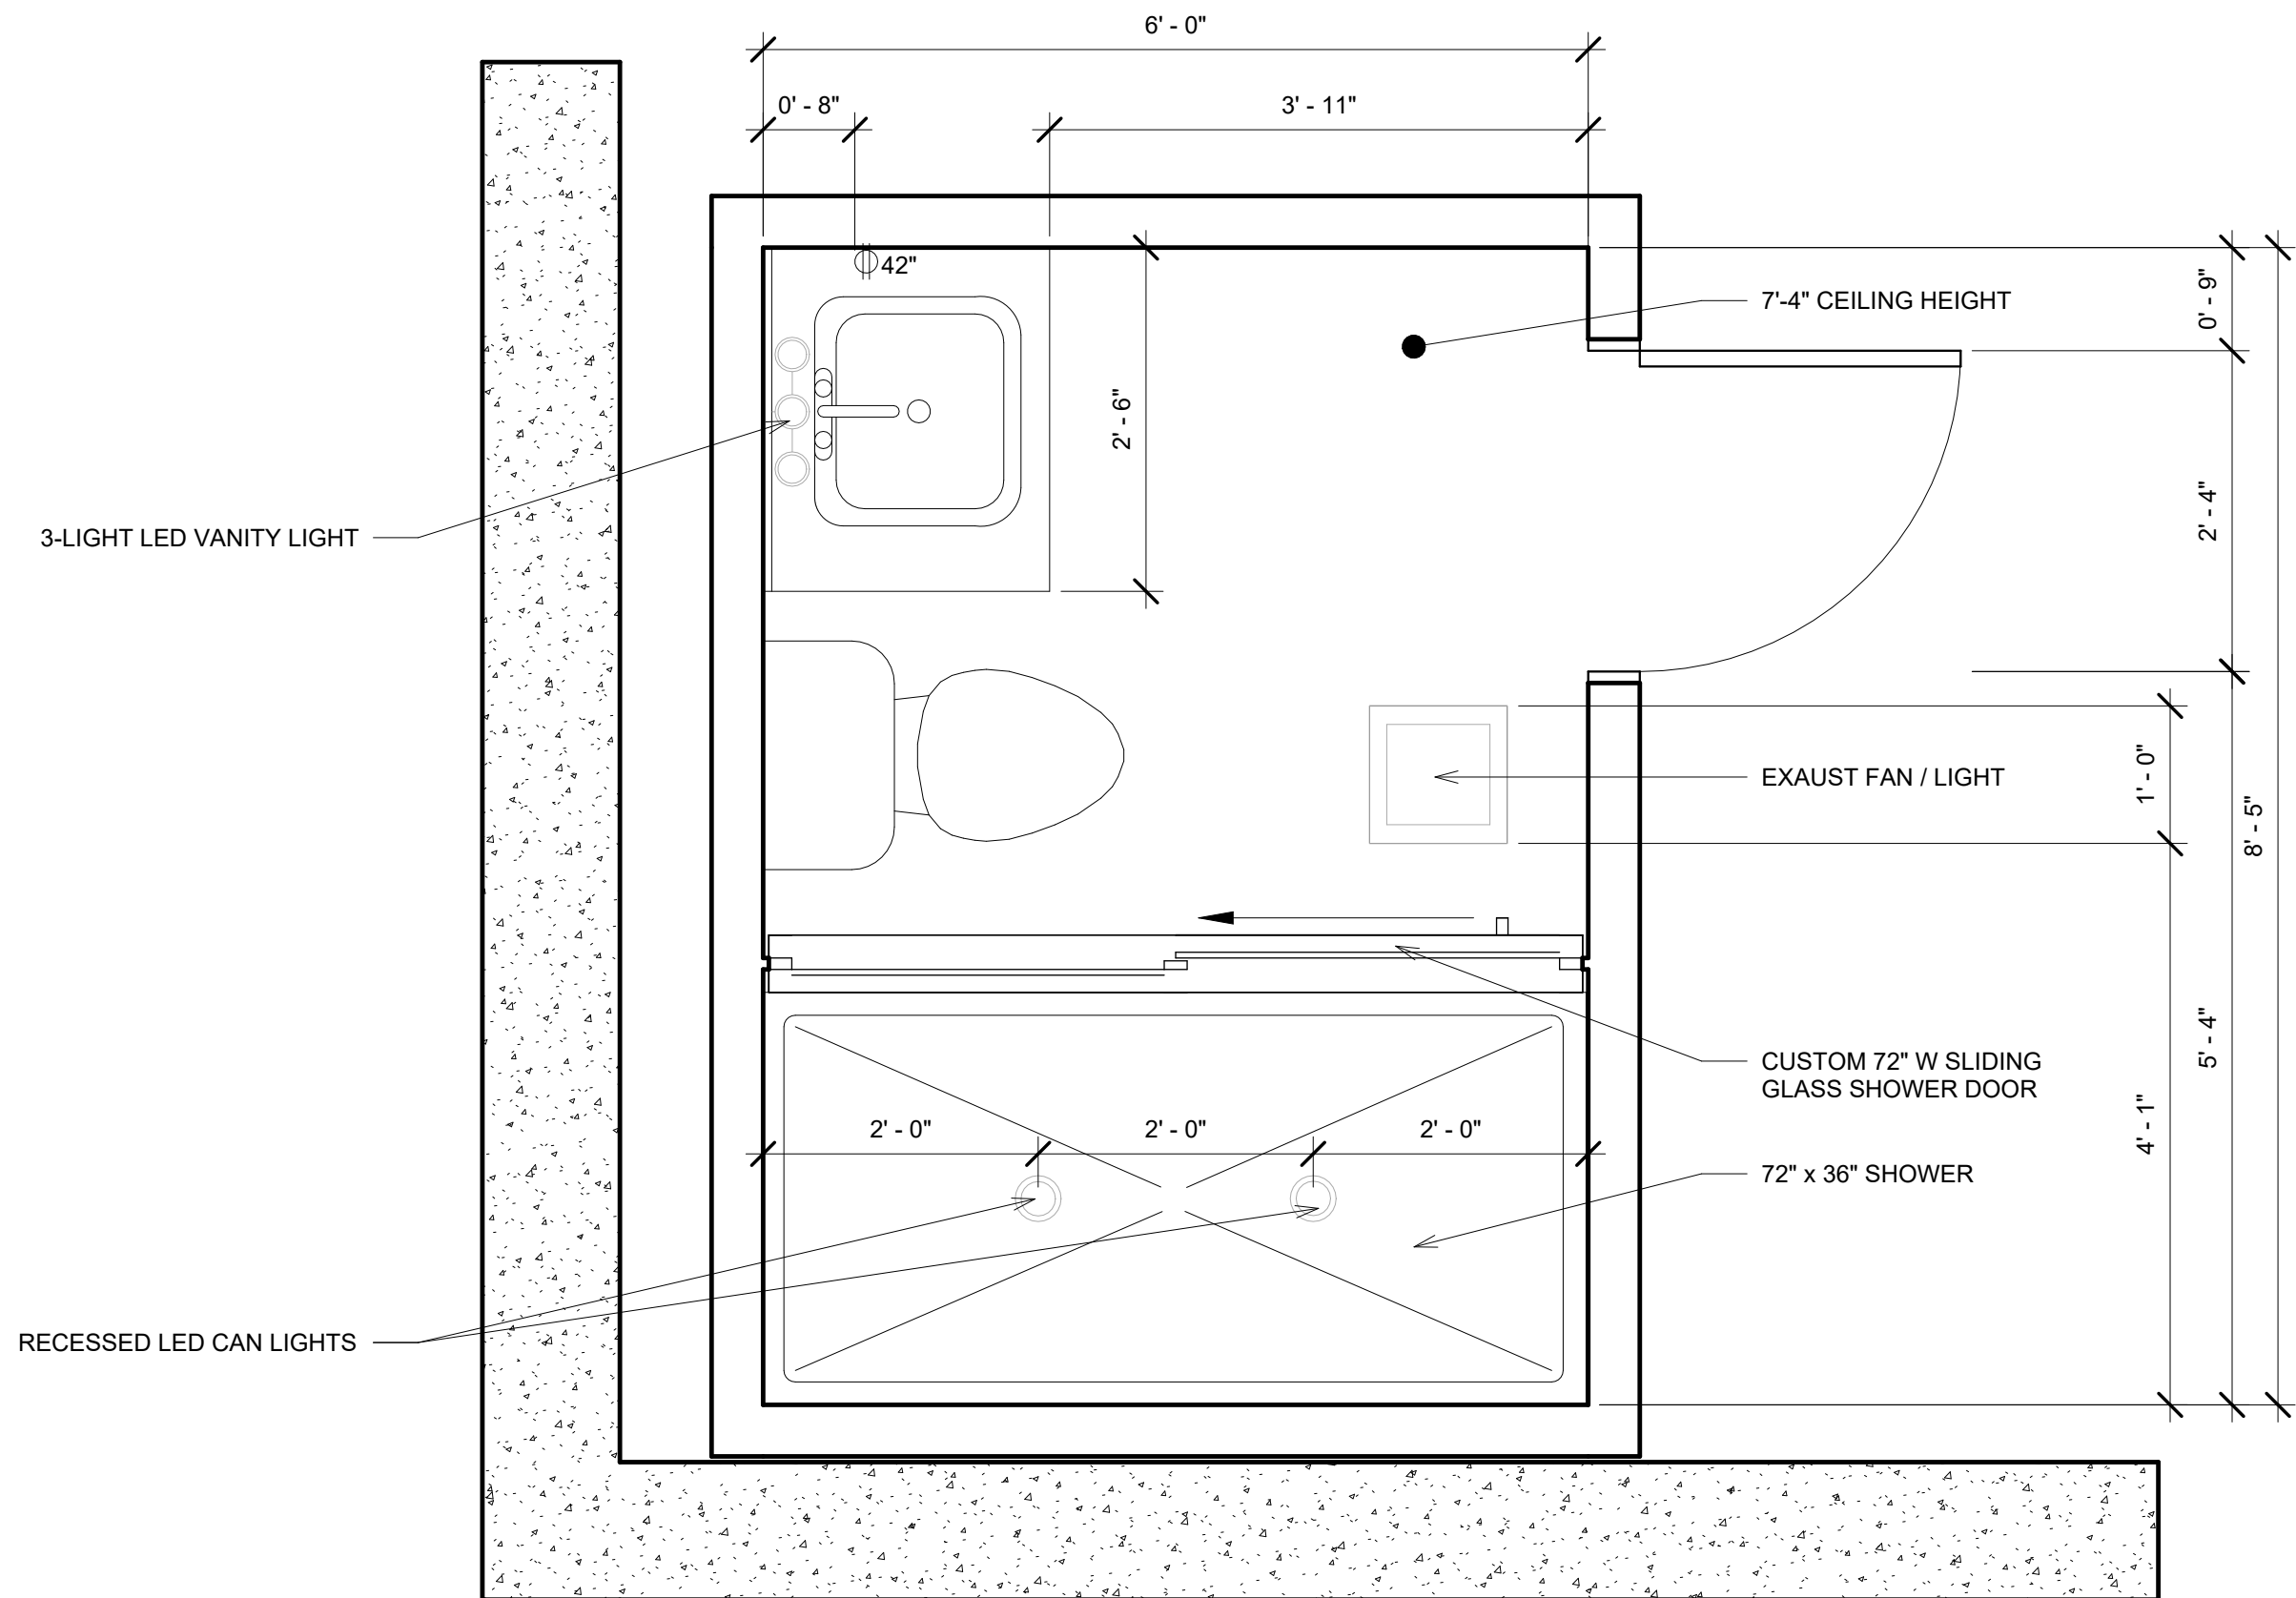 6' - 0"
0' - 8"
3' - 11"
42"
7'-4" CEILING HEIGHT
0' - 9"
2' - 6"
2' - 4"
3-LIGHT LED VANITY LIGHT
EXAUST FAN / LIGHT
1' - 0"
8' - 5"
5' - 4"
CUSTOM 72" W SLIDING
GLASS SHOWER DOOR
2' - 0"
2' - 0"
2' - 0"
4' - 1"
72" x 36" SHOWER
RECESSED LED CAN LIGHTS